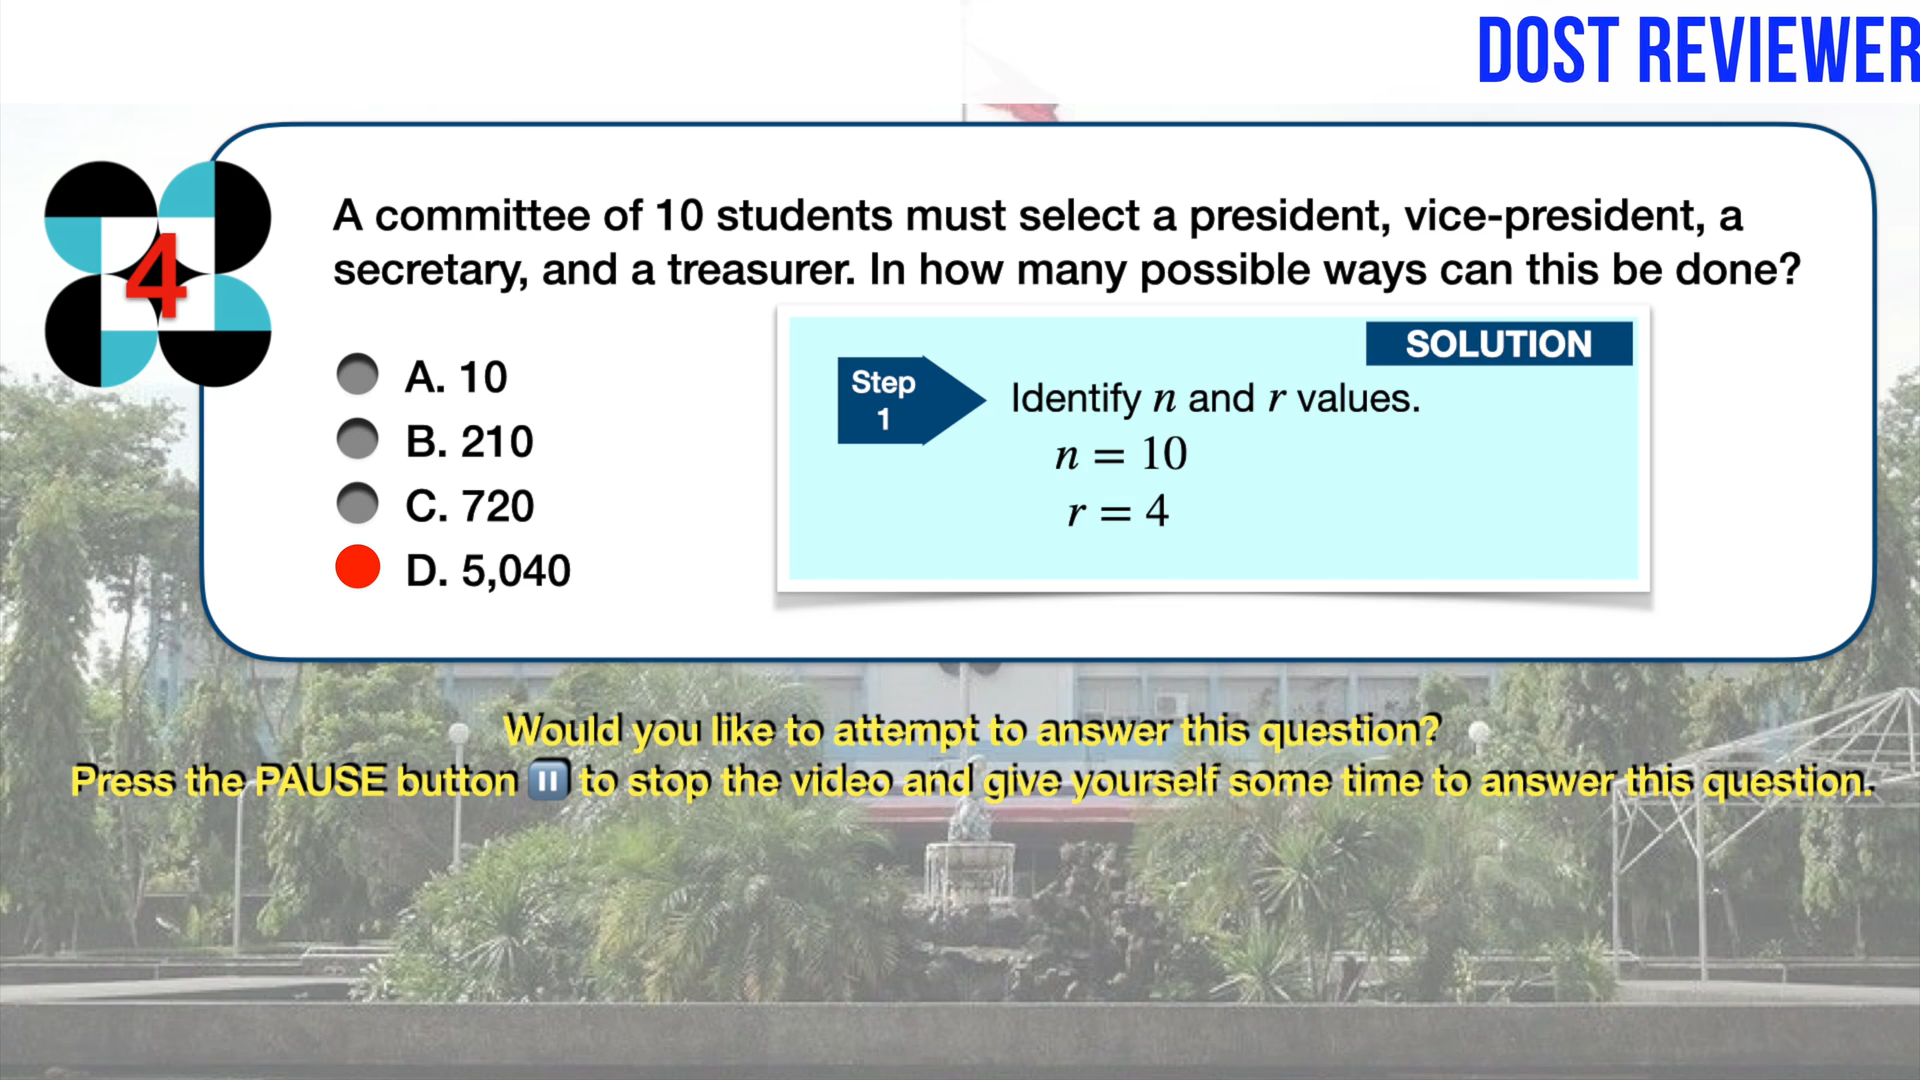 DOST REVIEWER
4
A committee of 10 students must select a president, vice-president, a
secretary, and a treasurer. In how many possible ways can this be done?
A. 10
B. 210
C. 720
D. 5,040
SOLUTION
Step
1
Identify n and r values.
n = 10
r = 4
Would you like to attempt to answer this question?
Press the PAUSE button ⏸ to stop the video and give yourself some time to answer this question.